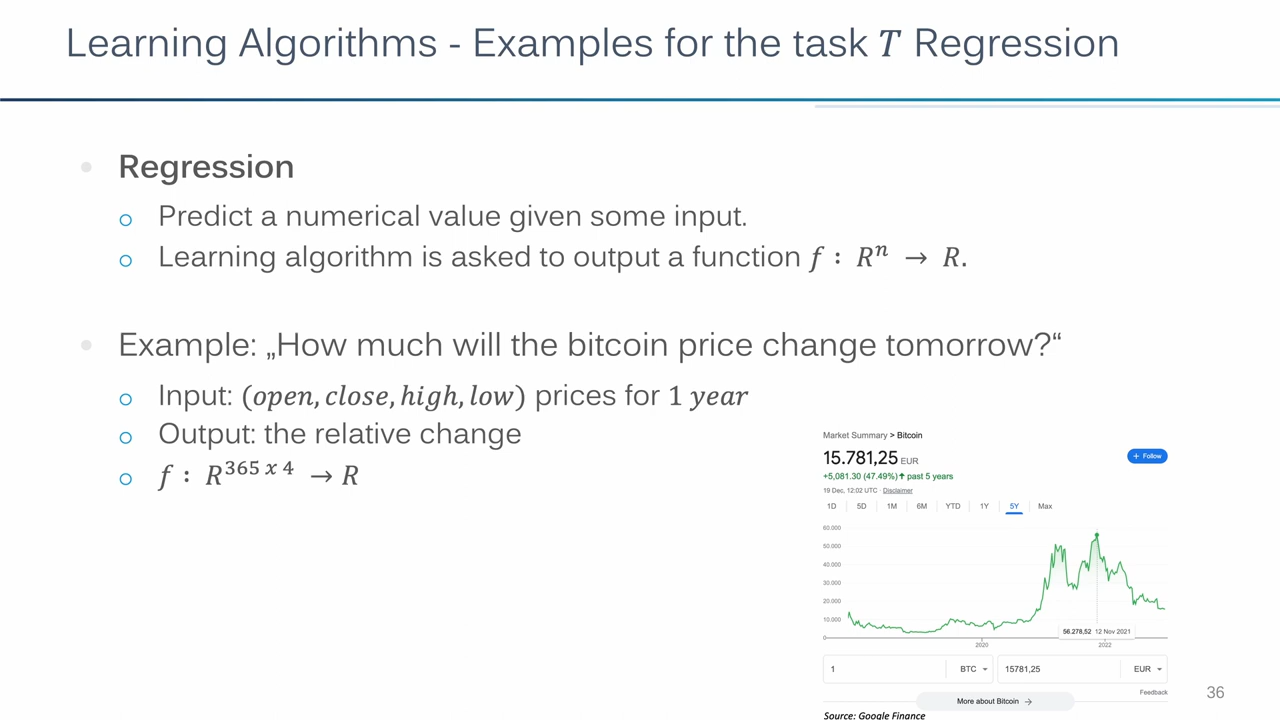 Learning Algorithms - Examples for the task 𝑇 Regression
Regression
Predict a numerical value given some input.
Learning algorithm is asked to output a function 𝑓 : 𝑅ⁿ → 𝑅.
Example: „How much will the bitcoin price change tomorrow?“
Input: (𝑜𝑝𝑒𝑛, 𝑐𝑙𝑜𝑠𝑒, ℎ𝑖𝑔ℎ, 𝑙𝑜𝑤) prices for 1 𝑦𝑒𝑎𝑟
Output: the relative change
𝑓 : 𝑅³⁶⁵ ˣ ⁴ → 𝑅
Market Summary > Bitcoin
15.781,25 EUR
+ Follow
+5,081.30 (47.49%)↑ past 5 years
19 Dec, 12:02 UTC · Disclaimer
1D 5D 1M 6M YTD 1Y 5Y Max
60.000
50.000
40.000
30.000
20.000
10.000
0
56.278,52 12 Nov 2021
2020 2022
1 BTC 15781,25 EUR
Feedback
More about Bitcoin →
Source: Google Finance
36